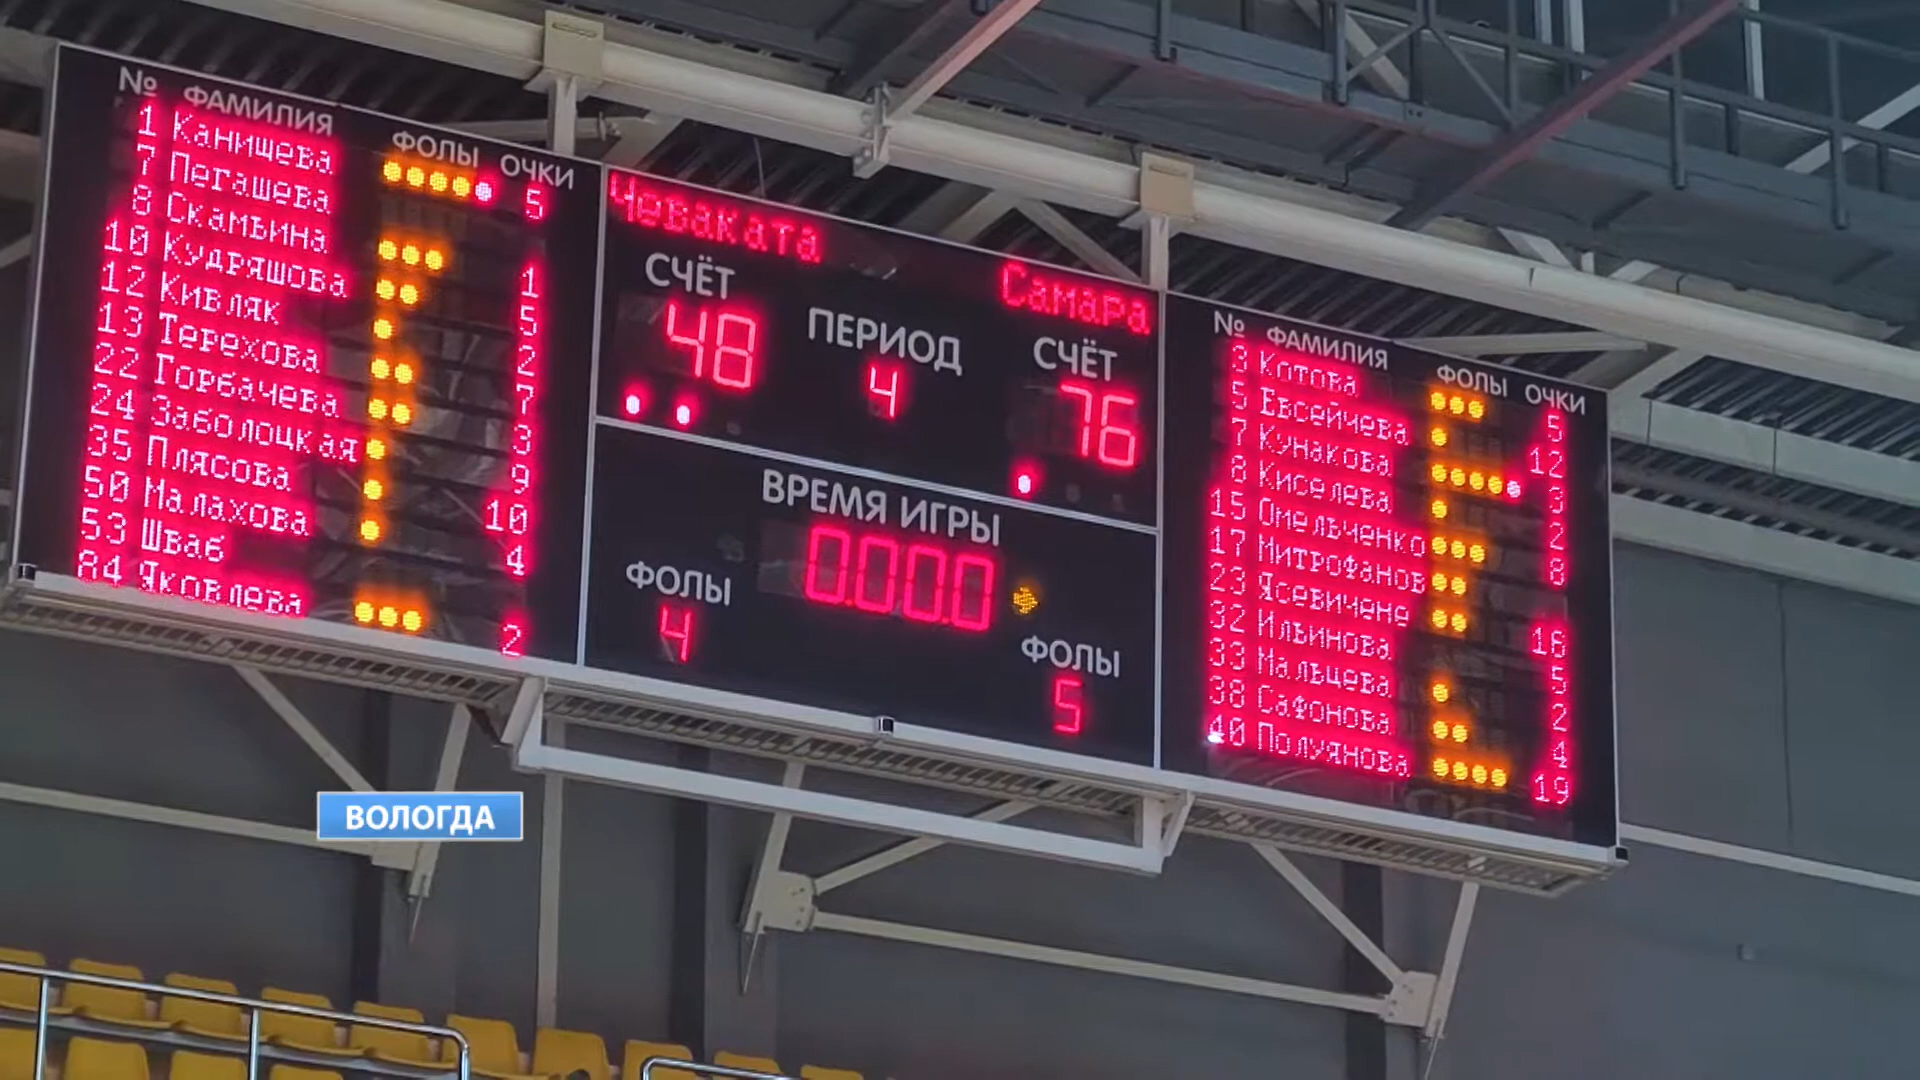 № ФАМИЛИЯ ФОЛЫ ОЧКИ
1 Канищева 5
7 Пегашева
8 Скамьина 1
10 Кудряшова 5
12 Кивляк 2
13 Терехова 7
22 Горбачева 3
24 Заболоцкая 9
35 Плясова 10
50 Малахова 4
53 Шваб
84 Яковлева 2
Чеваката Самара
СЧЁТ ПЕРИОД СЧЁТ
48 4 76
ВРЕМЯ ИГРЫ
0.00.0
ФОЛЫ ФОЛЫ
4 5
№ ФАМИЛИЯ ФОЛЫ ОЧКИ
3 Котова 5
5 Евсейчева 12
7 Кунакова 3
8 Киселева 2
15 Омельченко 8
17 Митрофанов
23 Ясевичене 16
32 Ильинова 5
33 Мальцева 2
38 Сафонова 4
40 Полуянова 19
ВОЛОГДА